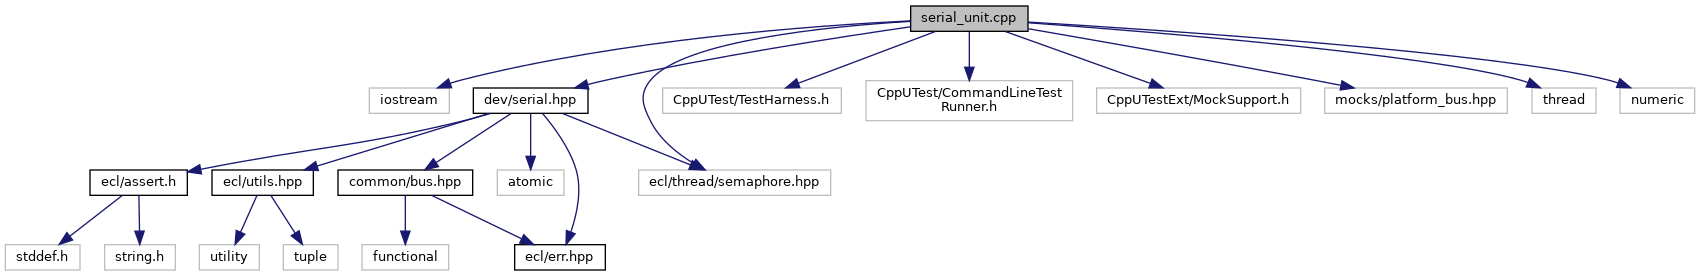 serial_unit.cpp
iostream
dev/serial.hpp
CppUTest/TestHarness.h
CppUTest/CommandLineTest
Runner.h
CppUTestExt/MockSupport.h
mocks/platform_bus.hpp
thread
numeric
ecl/assert.h
ecl/utils.hpp
common/bus.hpp
atomic
ecl/thread/semaphore.hpp
stddef.h
string.h
utility
tuple
functional
ecl/err.hpp